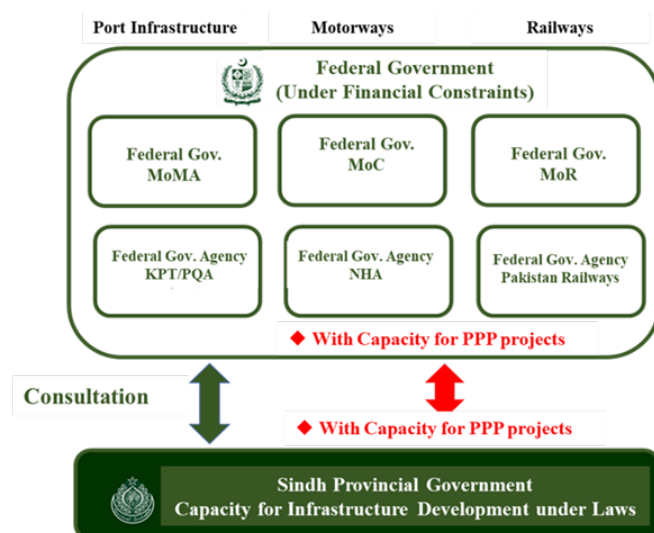 Port Infrastructure Motorways Railways
Federal Government
(Under Financial Constraints)
Federal Gov.
MoMA
Federal Gov.
MoC
Federal Gov.
MoR
Federal Gov. Agency
KPT/PQA
Federal Gov. Agency
NHA
Federal Gov. Agency
Pakistan Railways
◆ With Capacity for PPP projects
Consultation
◆ With Capacity for PPP projects
Sindh Provincial Government
Capacity for Infrastructure Development under Laws